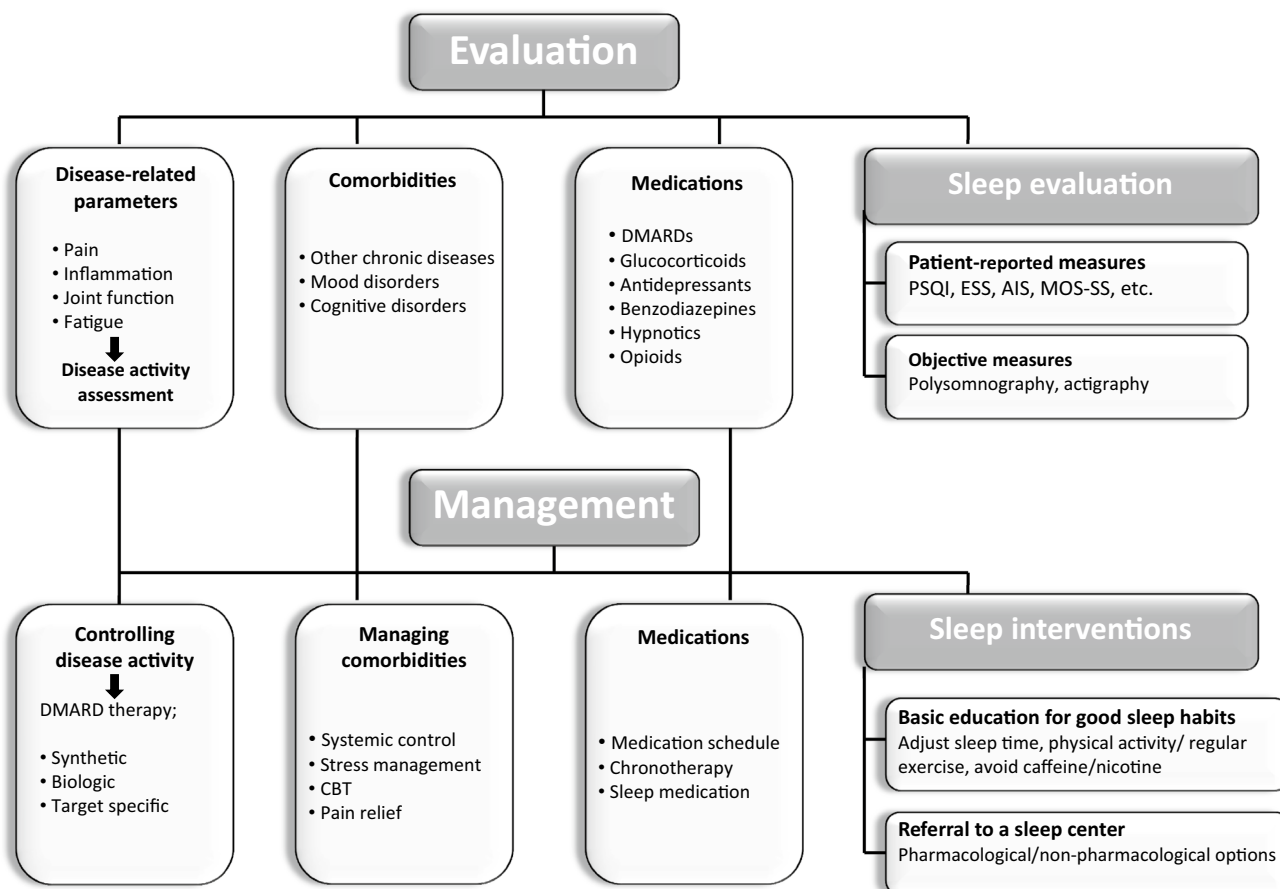 Evaluation
Disease-related
parameters
• Pain
• Inflammation
• Joint function
• Fatigue
Disease activity
assessment
Comorbidities
• Other chronic diseases
• Mood disorders
• Cognitive disorders
Medications
• DMARDs
• Glucocorticoids
• Antidepressants
• Benzodiazepines
• Hypnotics
• Opioids
Sleep evaluation
Patient-reported measures
PSQI, ESS, AIS, MOS-SS, etc.
Objective measures
Polysomnography, actigraphy
Management
Controlling
disease activity
DMARD therapy;
• Synthetic
• Biologic
• Target specific
Managing
comorbidities
• Systemic control
• Stress management
• CBT
• Pain relief
Medications
• Medication schedule
• Chronotherapy
• Sleep medication
Sleep interventions
Basic education for good sleep habits
Adjust sleep time, physical activity/ regular
exercise, avoid caffeine/nicotine
Referral to a sleep center
Pharmacological/non-pharmacological options